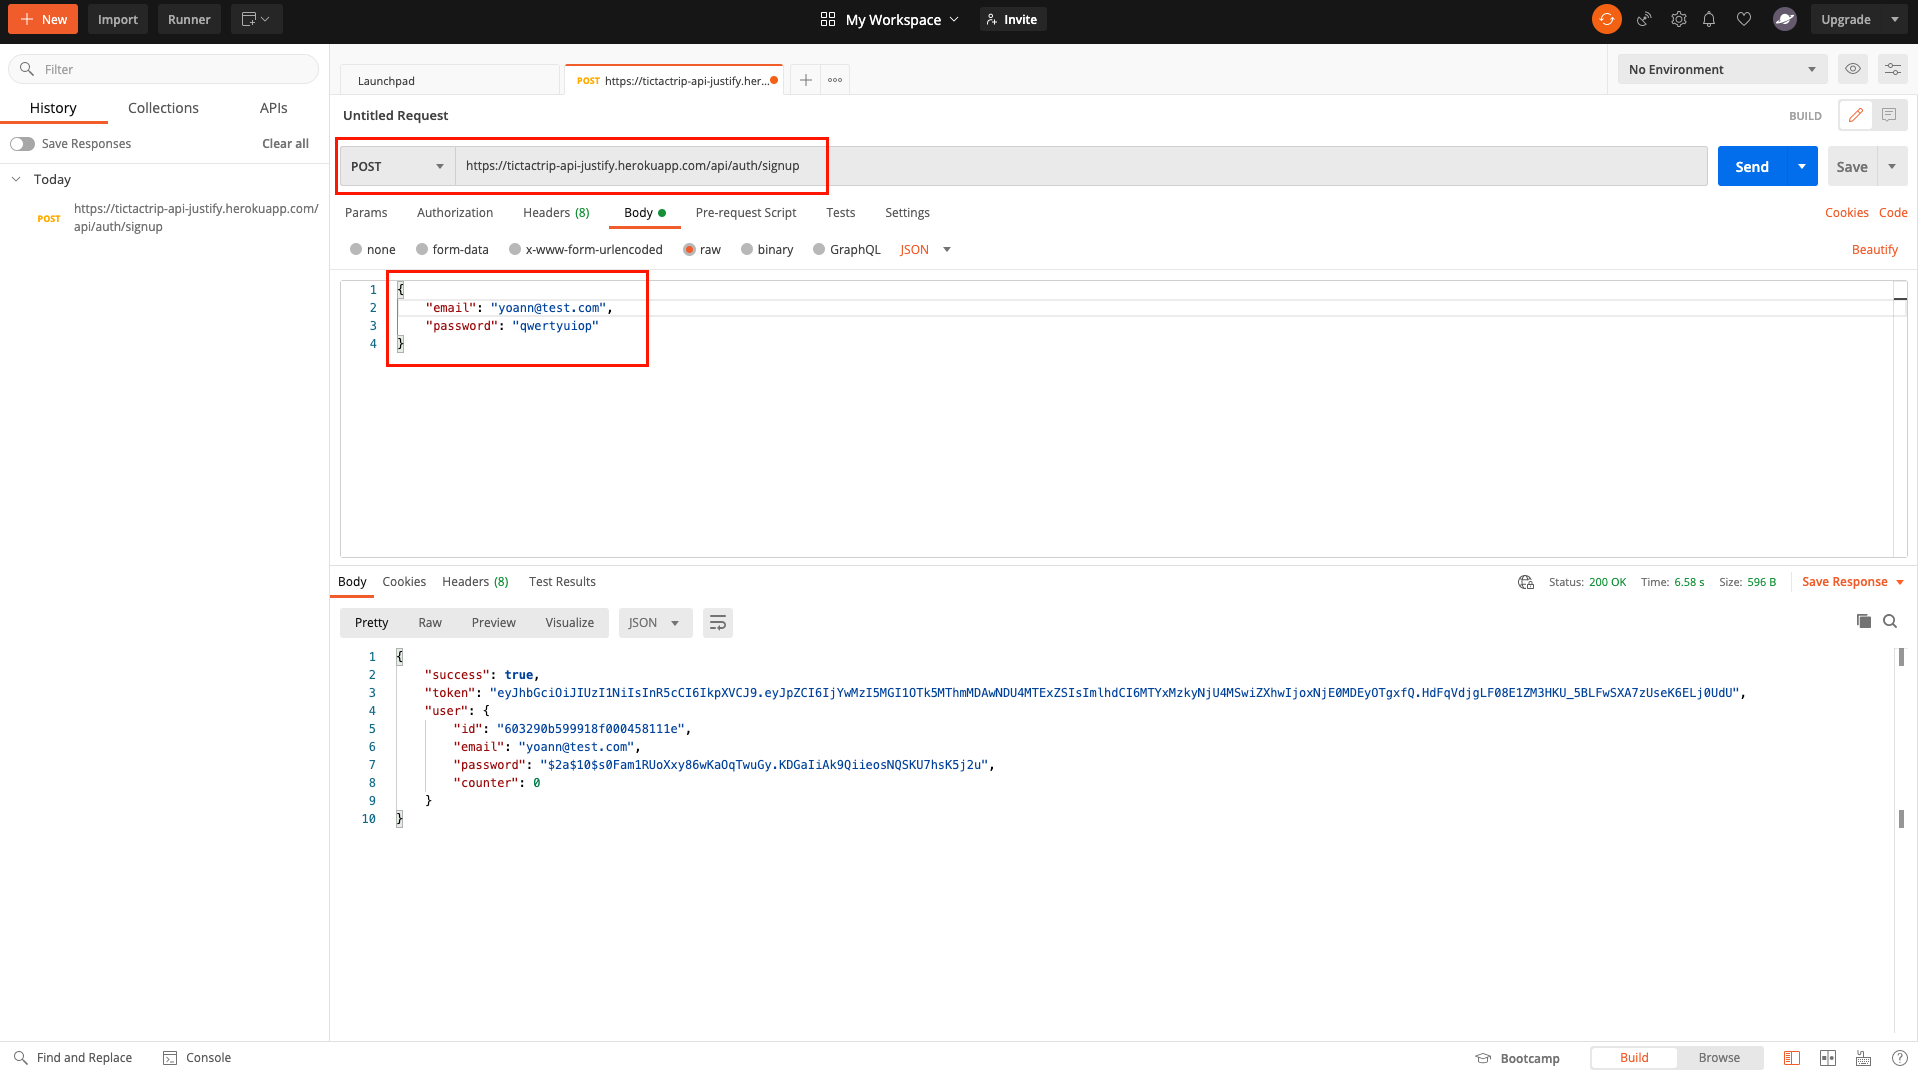 New
Import
Runner
My Workspace
Invite
Upgrade
Filter
History
Collections
APIs
Save Responses
Clear all
Today
POST
https://tictactrip-api-justify.herokuapp.com/
api/auth/signup
Launchpad
POST https://tictactrip-api-justify.her...
No Environment
Untitled Request
BUILD
POST
https://tictactrip-api-justify.herokuapp.com/api/auth/signup
Send
Save
Params
Authorization
Headers (8)
Body
Pre-request Script
Tests
Settings
Cookies
Code
none
form-data
x-www-form-urlencoded
raw
binary
GraphQL
JSON
Beautify
1 {
2 "email": "yoann@test.com",
3 "password": "qwertyuiop"
4 }
Body
Cookies
Headers (8)
Test Results
Status: 200 OK
Time: 6.58 s
Size: 596 B
Save Response
Pretty
Raw
Preview
Visualize
JSON
1 {
2 "success": true,
3 "token": "eyJhbGciOiJIUzI1NiIsInR5cCI6IkpXVCJ9.eyJpZCI6IjYwMzI5MGI1OTk5MThmMDAwNDU4MTExZSIsImlhdCI6MTYxMzkyNjU4MSwiZXhwIjoxNjE0MDEyOTgxfQ.HdFqVdjgLF08E1ZM3HKU_5BLFwSXA7zUseK6ELj0UdU",
4 "user": {
5 "id": "603290b599918f000458111e",
6 "email": "yoann@test.com",
7 "password": "$2a$10$s0Fam1RUoXxy86wKaOqTwuGy.KDGaIiAk9QiieosNQSKU7hsK5j2u",
8 "counter": 0
9 }
10 }
Find and Replace
Console
Bootcamp
Build
Browse